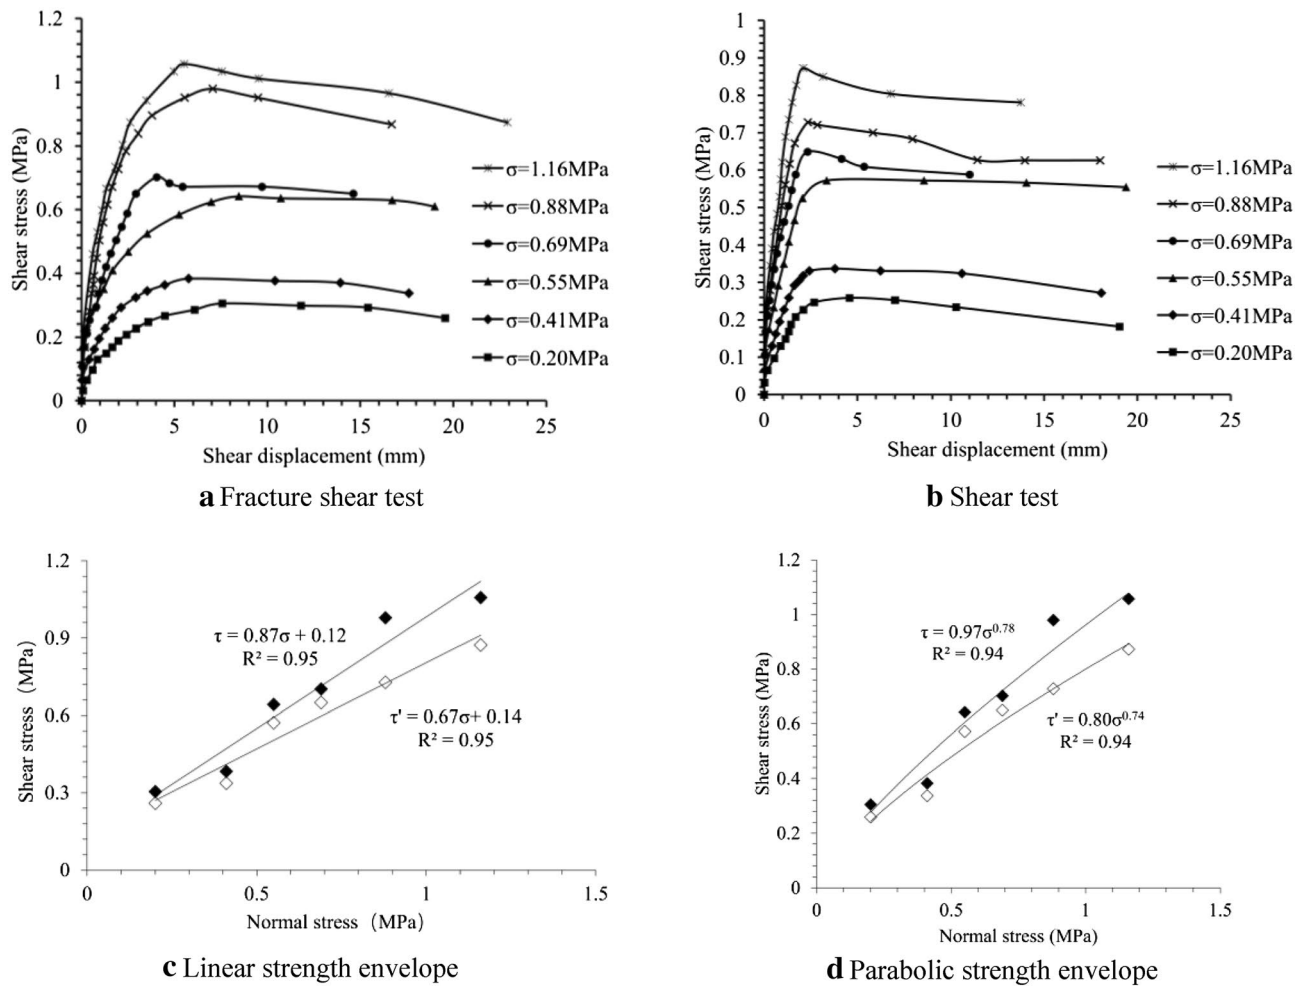 1.2
1
0.8
0.6
0.4
0.2
0
0 5 10 15 20 25
Shear stress (MPa)
Shear displacement (mm)
σ=1.16MPa
σ=0.88MPa
σ=0.69MPa
σ=0.55MPa
σ=0.41MPa
σ=0.20MPa
a Fracture shear test
1
0.9
0.8
0.7
0.6
0.5
0.4
0.3
0.2
0.1
0
0 5 10 15 20 25
Shear stress (MPa)
Shear displacement (mm)
σ=1.16MPa
σ=0.88MPa
σ=0.69MPa
σ=0.55MPa
σ=0.41MPa
σ=0.20MPa
b Shear test
1.2
0.9
0.6
0.3
0
0 0.5 1 1.5
Shear stress (MPa)
Normal stress (MPa)
τ = 0.87σ + 0.12
R² = 0.95
τ' = 0.67σ+ 0.14
R² = 0.95
c Linear strength envelope
1.2
1
0.8
0.6
0.4
0.2
0
0 0.5 1 1.5
Shear stress (MPa)
Normal stress (MPa)
τ = 0.97σ⁰·⁷⁸
R² = 0.94
τ' = 0.80σ⁰·⁷⁴
R² = 0.94
d Parabolic strength envelope